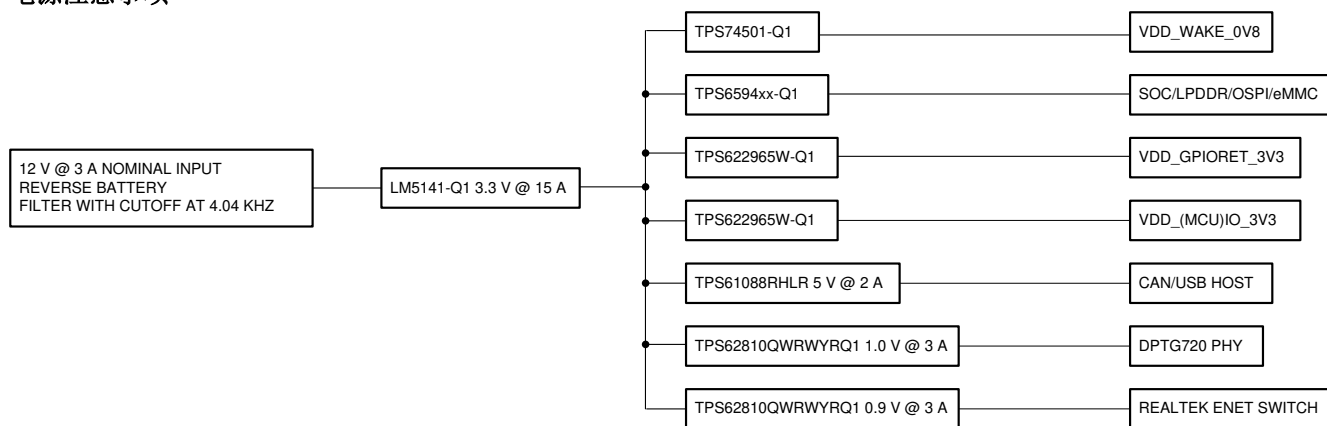 12 V @ 3 A NOMINAL INPUT
REVERSE BATTERY
FILTER WITH CUTOFF AT 4.04 KHZ
LM5141-Q1 3.3 V @ 15 A
TPS74501-Q1
VDD_WAKE_0V8
TPS6594xx-Q1
SOC/LPDDR/OSPI/eMMC
TPS622965W-Q1
VDD_GPIORET_3V3
TPS622965W-Q1
VDD_(MCU)IO_3V3
TPS61088RHLR 5 V @ 2 A
CAN/USB HOST
TPS62810QWRWYRQ1 1.0 V @ 3 A
DPTG720 PHY
TPS62810QWRWYRQ1 0.9 V @ 3 A
REALTEK ENET SWITCH